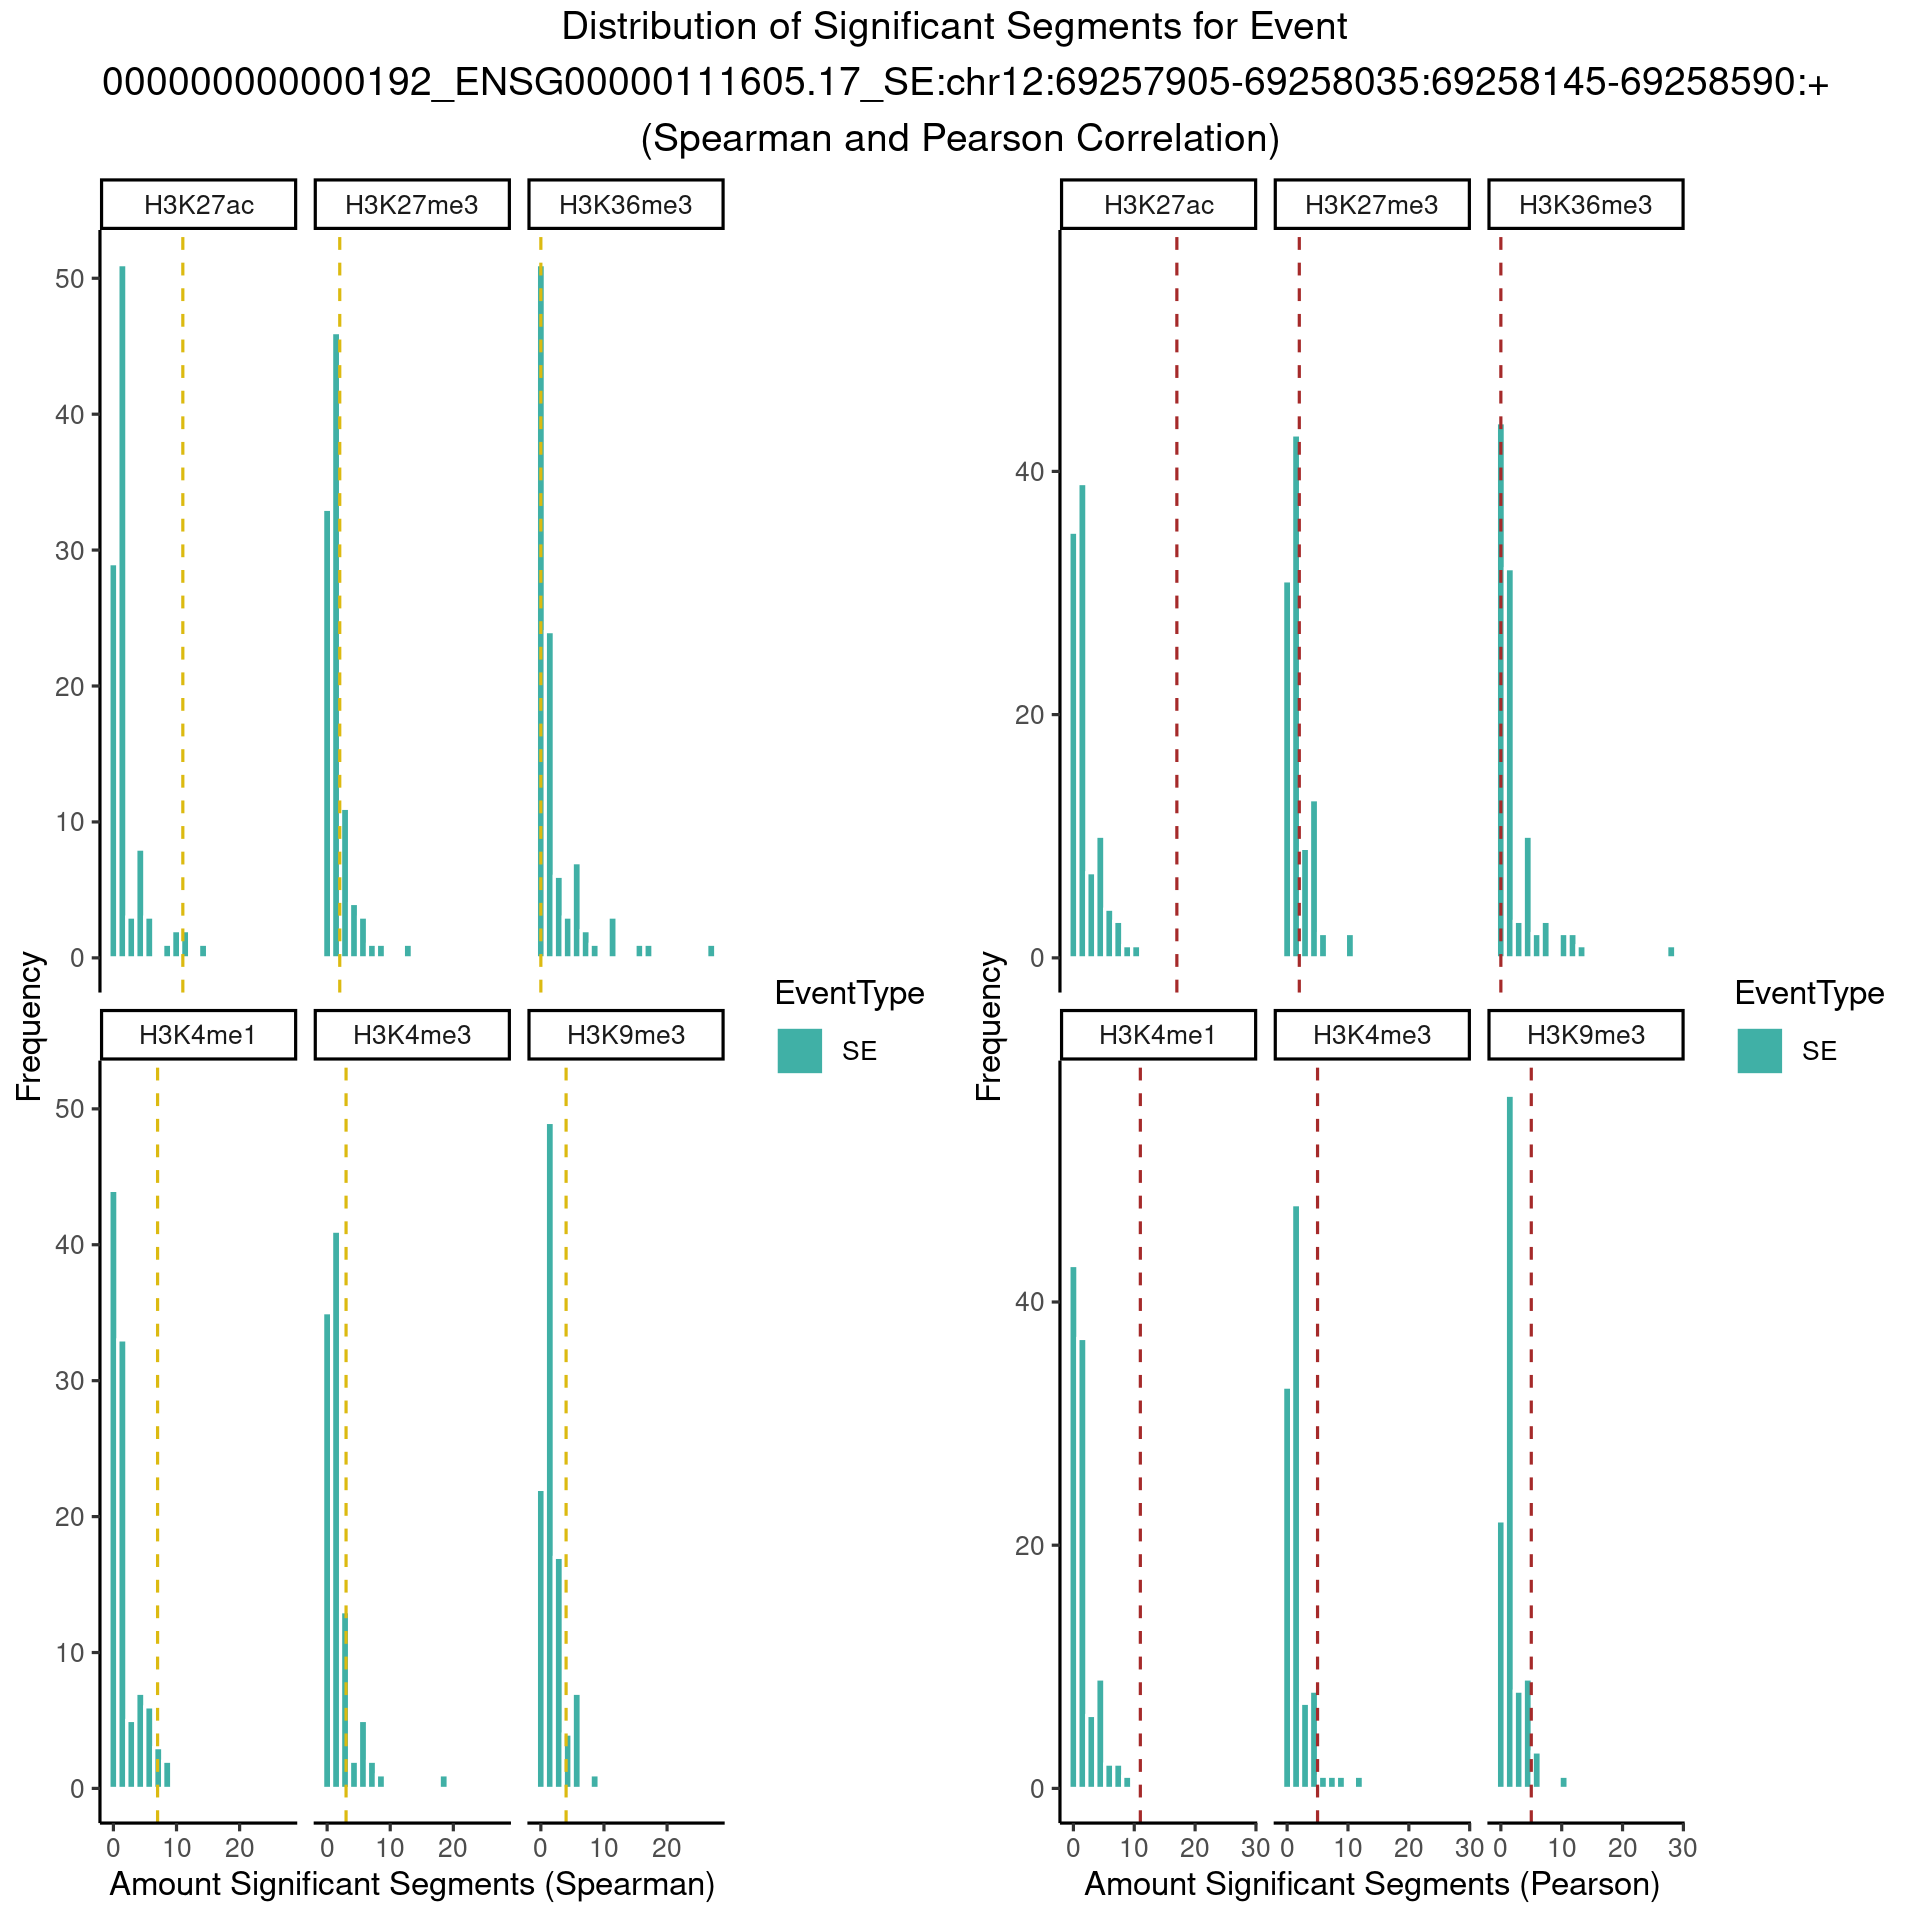 Distribution of Significant Segments for Event
000000000000192_ENSG00000111605.17_SE:chr12:69257905-69258035:69258145-69258590:+
(Spearman and Pearson Correlation)
H3K27ac H3K27me3 H3K36me3
50
40
30
20
10
0
H3K4me1 H3K4me3 H3K9me3
50
40
30
20
10
0
0 10 20 0 10 20 0 10 20
Frequency
Amount Significant Segments (Spearman)
EventType
SE
H3K27ac H3K27me3 H3K36me3
40
20
0
H3K4me1 H3K4me3 H3K9me3
40
20
0
0 10 20 30 0 10 20 30 0 10 20 30
Frequency
Amount Significant Segments (Pearson)
EventType
SE